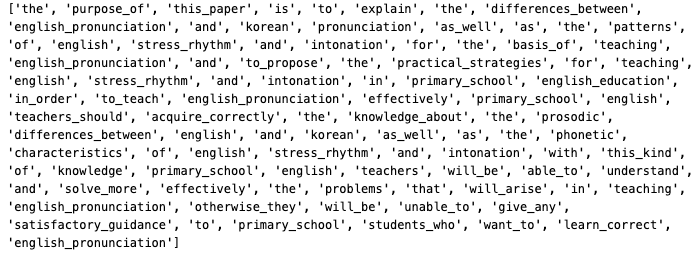 ['the', 'purpose_of', 'this_paper', 'is', 'to', 'explain', 'the', 'differences_between',
'english_pronunciation', 'and', 'korean', 'pronunciation', 'as_well', 'as', 'the', 'patterns',
'of', 'english', 'stress_rhythm', 'and', 'intonation', 'for', 'the', 'basis_of', 'teaching',
'english_pronunciation', 'and', 'to_propose', 'the', 'practical_strategies', 'for', 'teaching',
'english', 'stress_rhythm', 'and', 'intonation', 'in', 'primary_school', 'english_education',
'in_order', 'to_teach', 'english_pronunciation', 'effectively', 'primary_school', 'english',
'teachers_should', 'acquire_correctly', 'the', 'knowledge_about', 'the', 'prosodic',
'differences_between', 'english', 'and', 'korean', 'as_well', 'as', 'the', 'phonetic',
'characteristics', 'of', 'english', 'stress_rhythm', 'and', 'intonation', 'with', 'this_kind',
'of', 'knowledge', 'primary_school', 'english', 'teachers', 'will_be', 'able_to', 'understand',
'and', 'solve_more', 'effectively', 'the', 'problems', 'that', 'will_arise', 'in', 'teaching',
'english_pronunciation', 'otherwise_they', 'will_be', 'unable_to', 'give_any',
'satisfactory_guidance', 'to', 'primary_school', 'students_who', 'want_to', 'learn_correct',
'english_pronunciation']